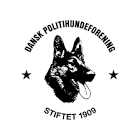 DANSK POLITIHUNDEFORENING
STIFTET 1909